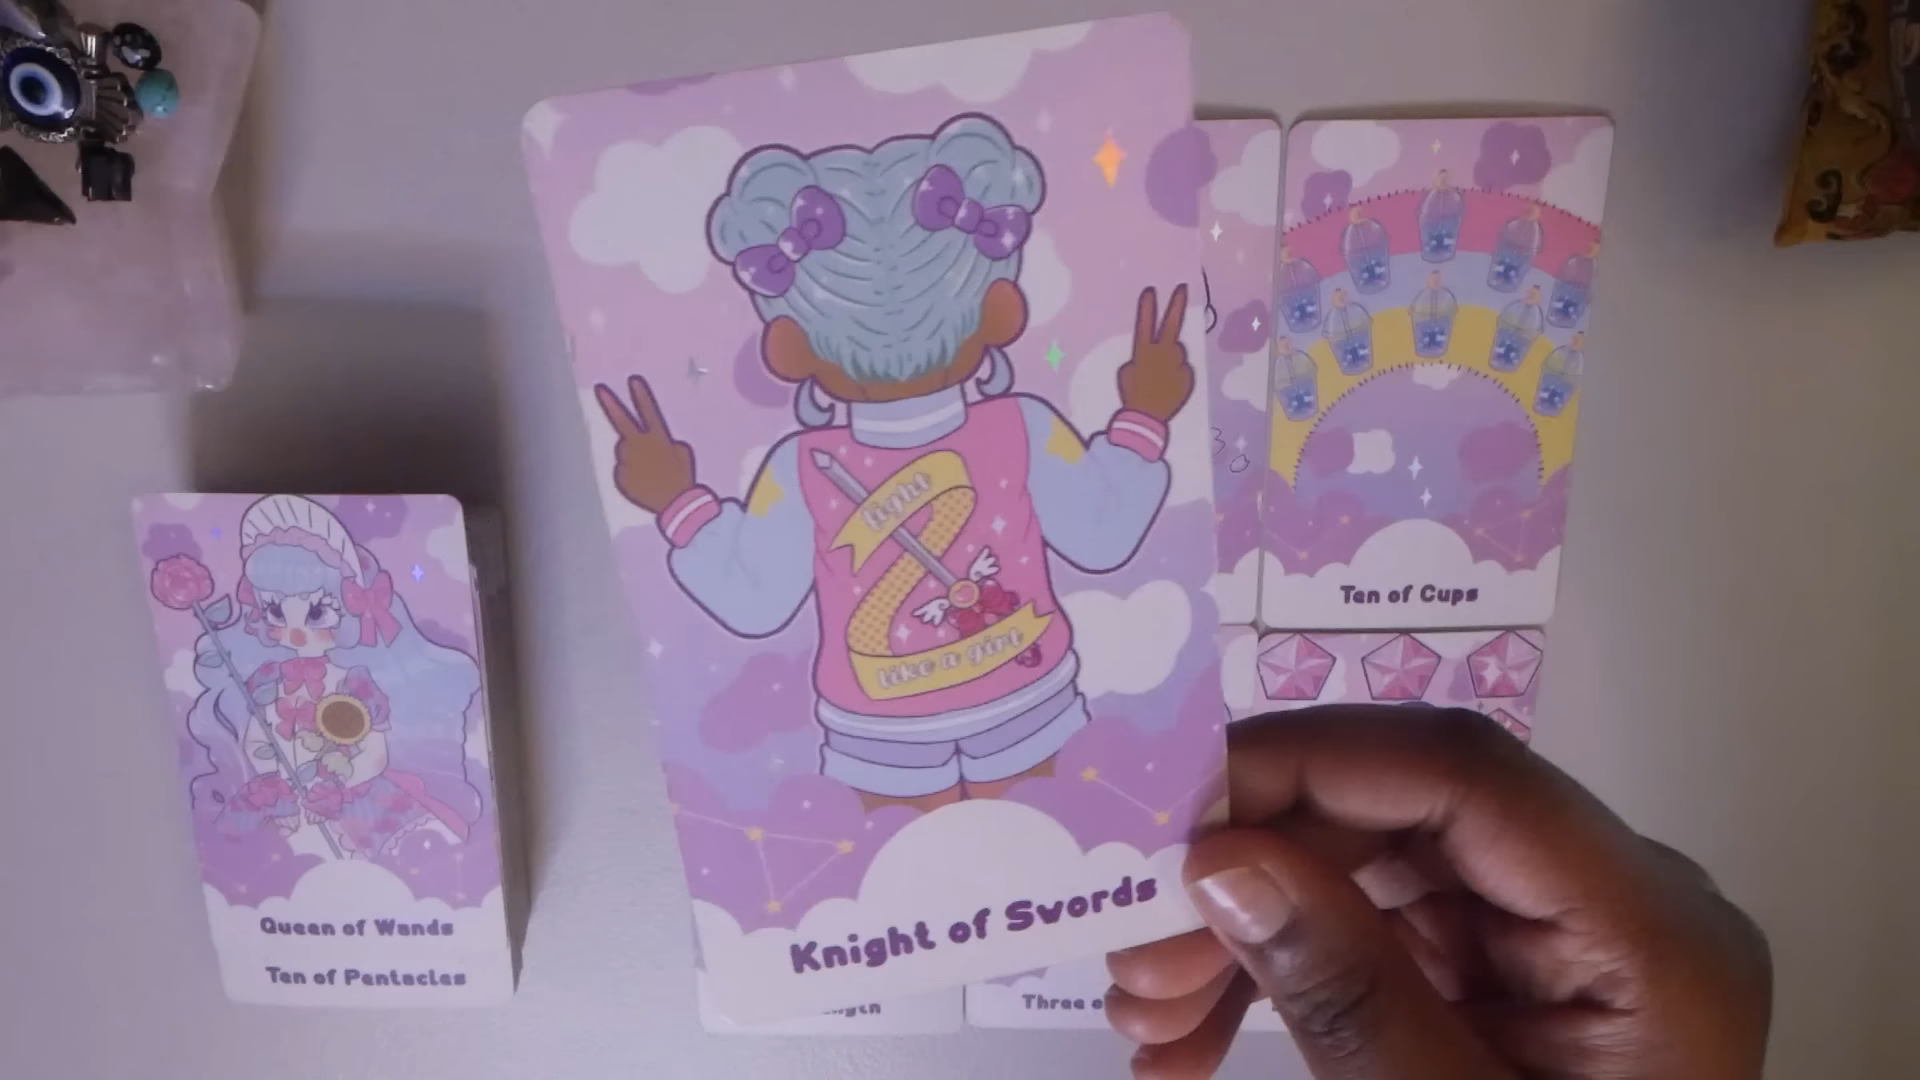 fight
like a girl
Knight of Swords
Ten of Cups
Queen of Wands
Ten of Pentacles
Three o